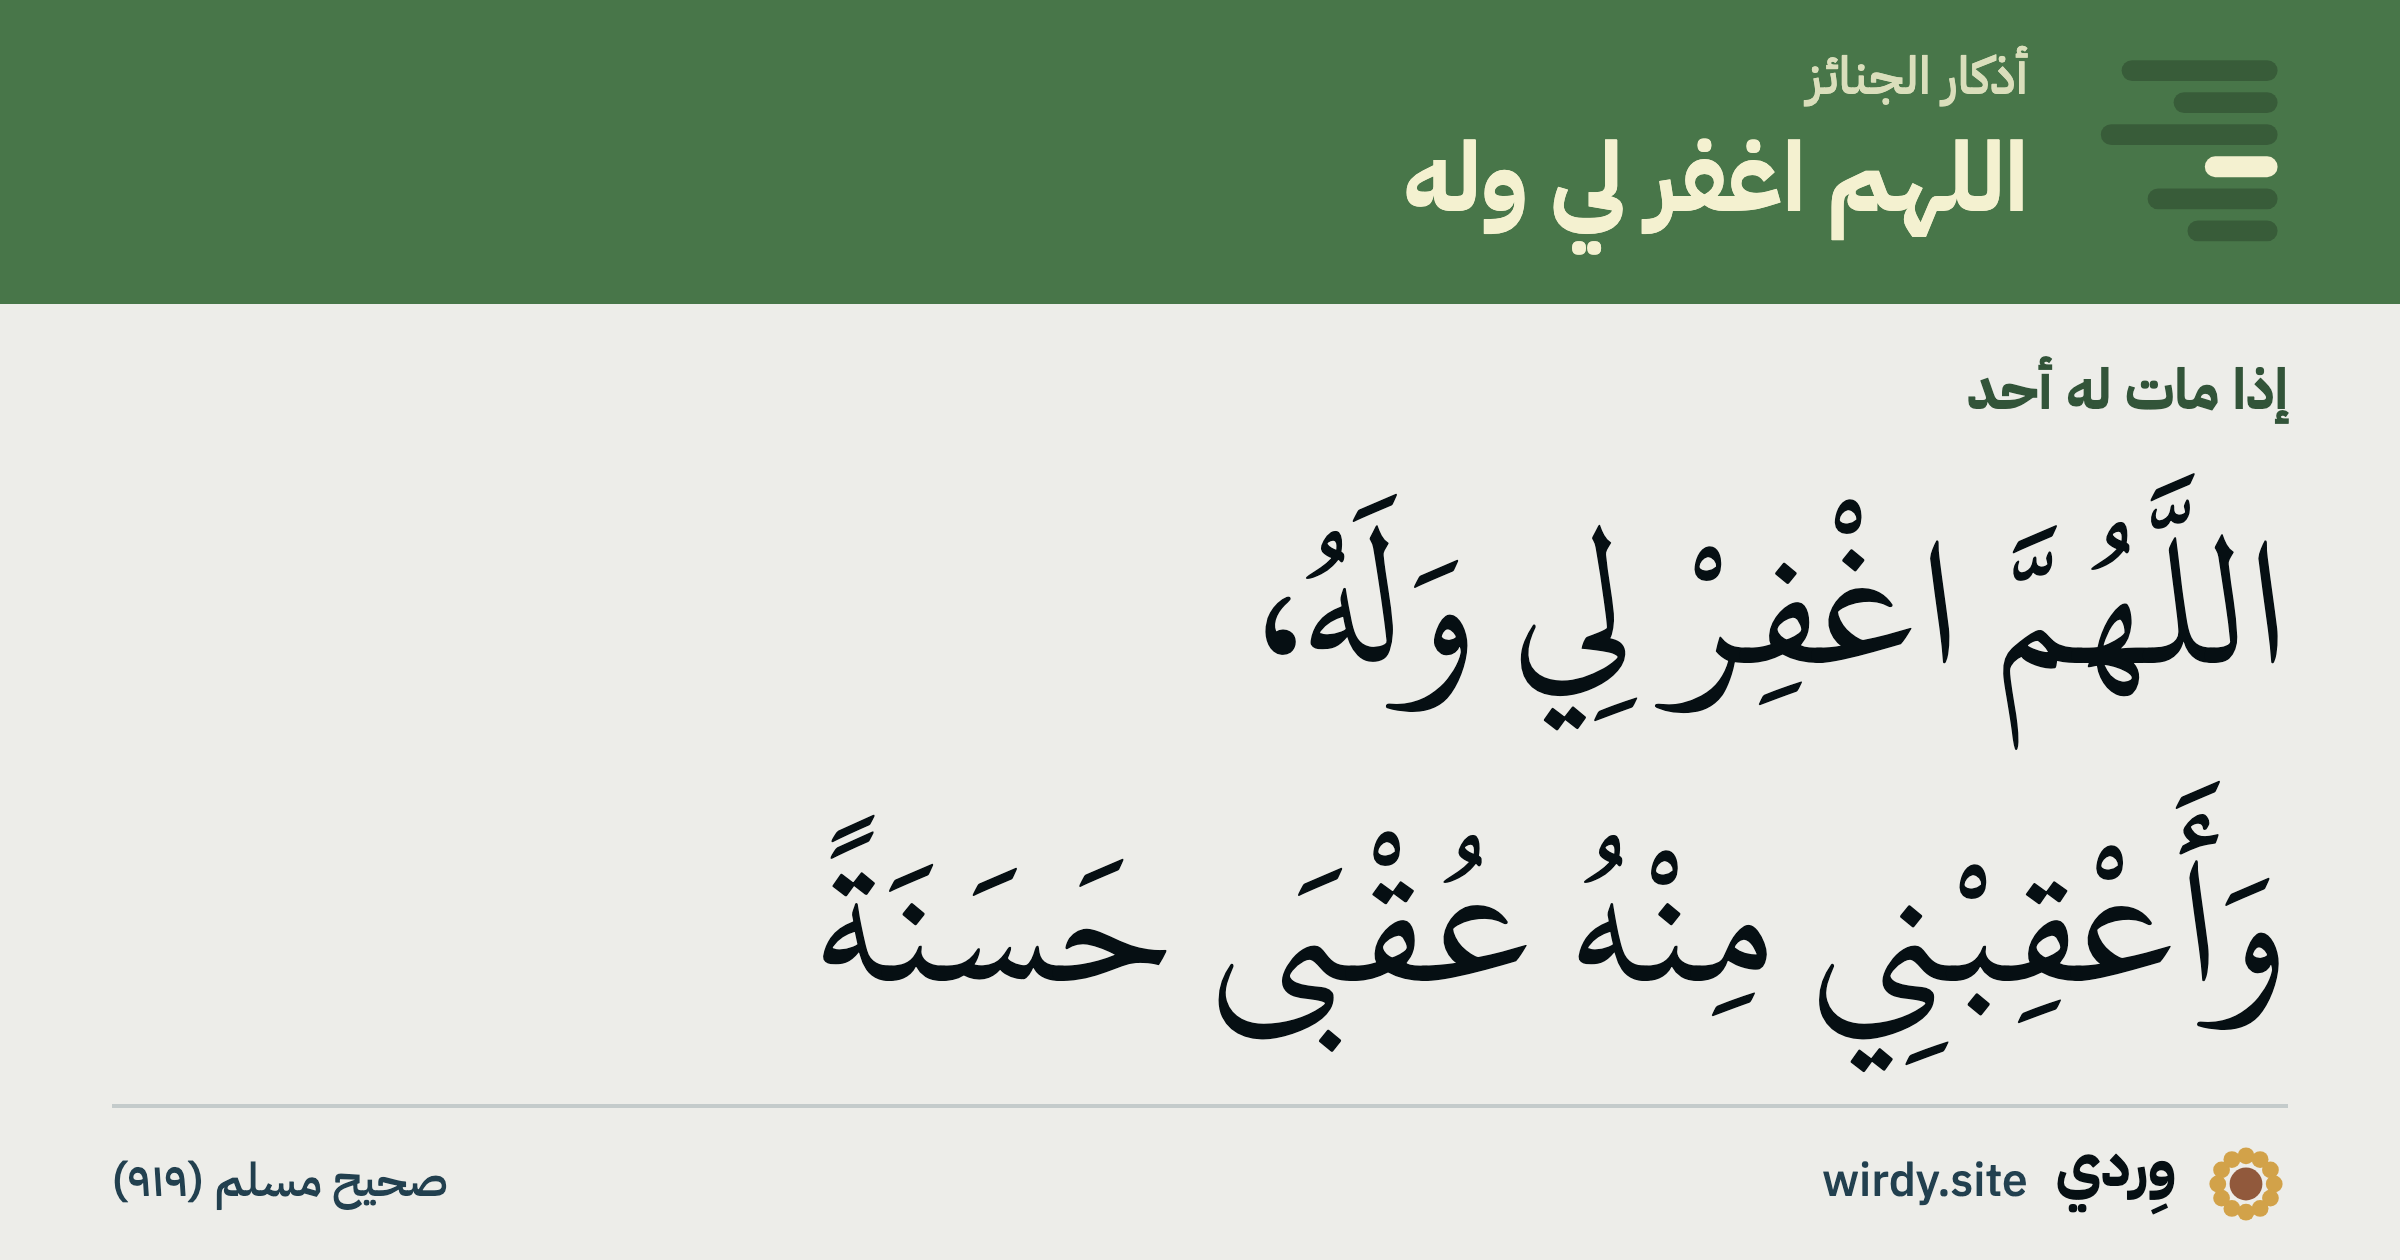 أذكار الجنائز
اللهم اغفر لي وله
إذا مات له أحد
اللَّهُمَّ اغْفِرْ لِي وَلَهُ،
وَأَعْقِبْنِي مِنْهُ عُقْبَى حَسَنَةً
وِردي wirdy.site
صحيح مسلم (٩١٩)